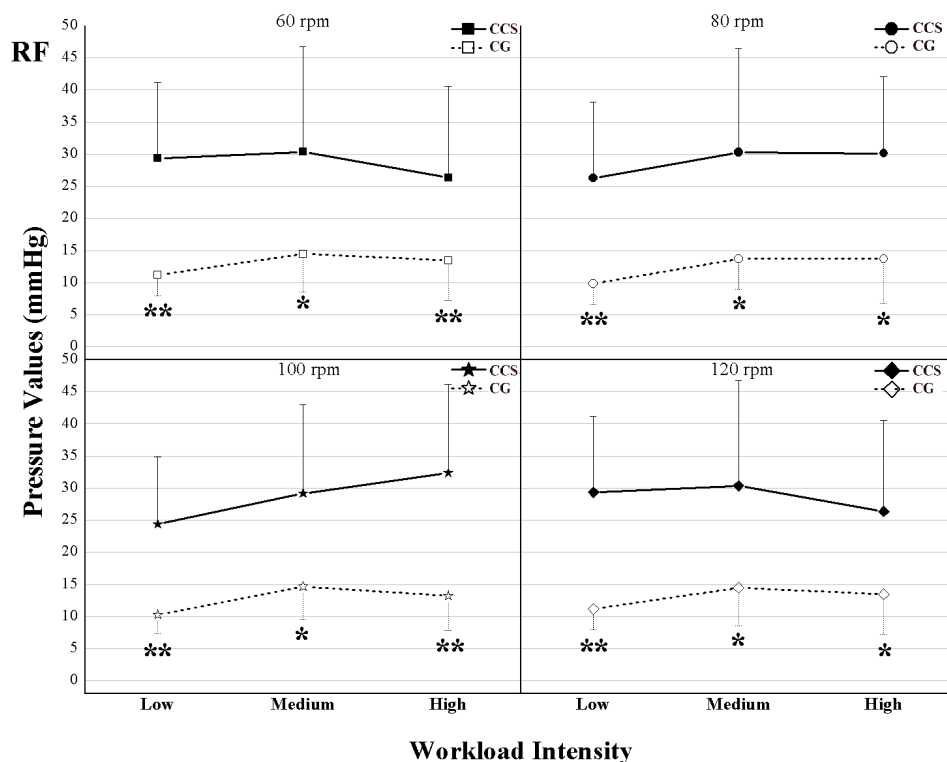 60 rpm
50
45
40
35
30
25
20
15
10
5
0
RF
CCS
CG
** * **
80 rpm
CCS
CG
** * *
Pressure Values (mmHg)
100 rpm
50
45
40
35
30
25
20
15
10
5
0
CCS
CG
** * **
120 rpm
CCS
CG
** * *
Low Medium High Low Medium High
Workload Intensity